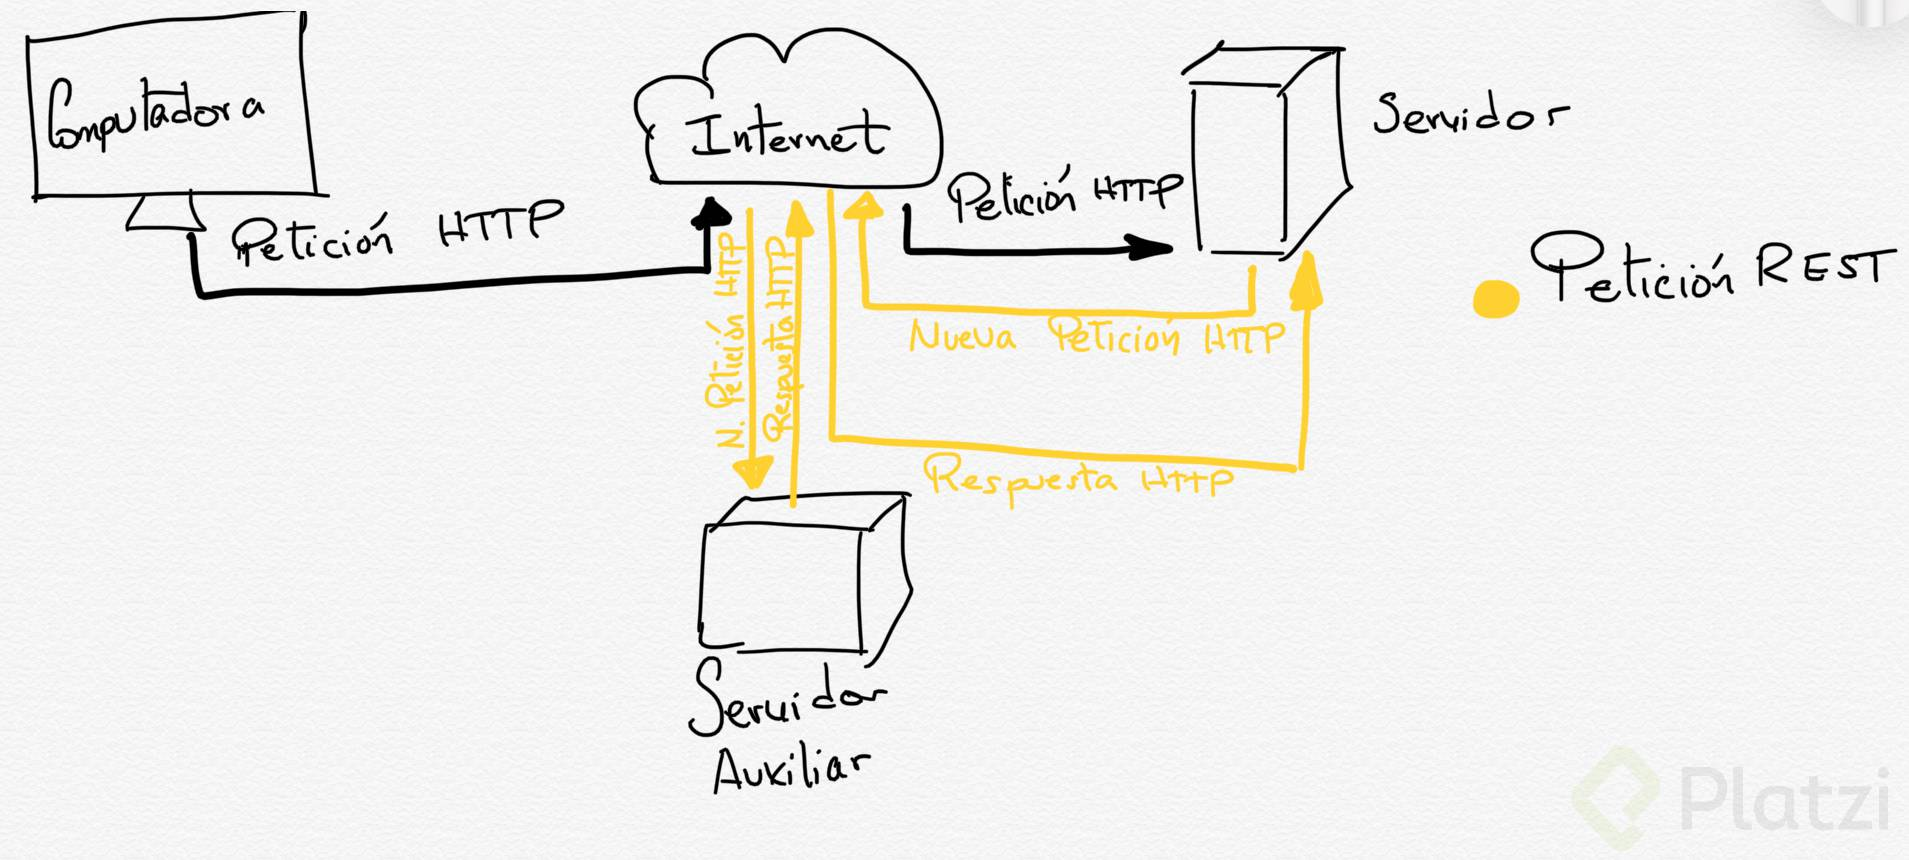 Computadora
Internet
Servidor
Petición HTTP
Petición HTTP
Petición REST
N. Petición HTTP
Respuesta HTTP
Nueva Petición HTTP
Respuesta HTTP
Servidor
Auxiliar
Platzi